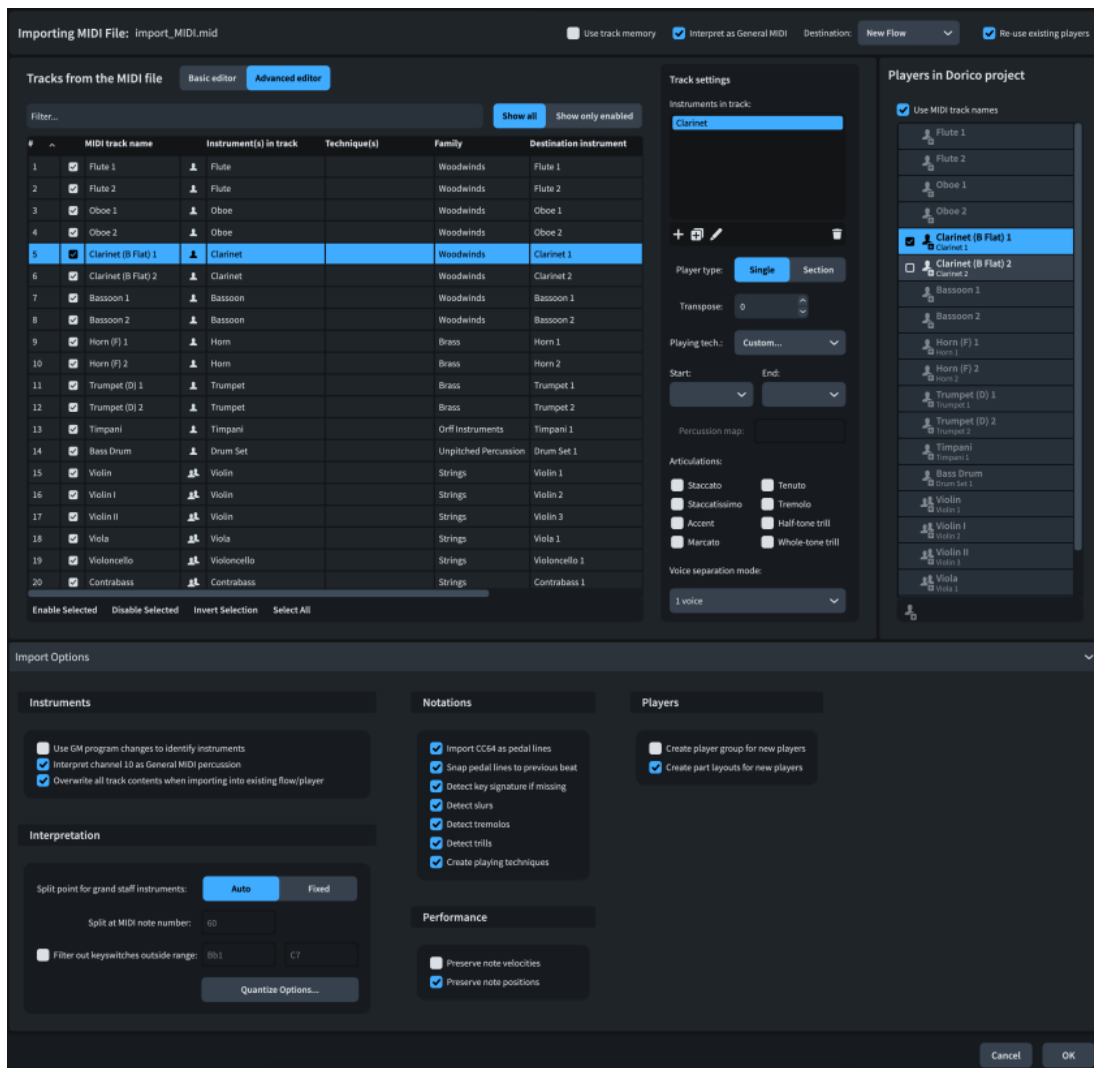 Importing MIDI File: import_MIDI.mid
Use track memory
Interpret as General MIDI
Destination:
New Flow
Re-use existing players
Tracks from the MIDI file
Basic editor
Advanced editor
Filter...
Show all
Show only enabled
# MIDI track name Instrument(s) in track Technique(s) Family Destination instrument
1 Flute 1 Flute Woodwinds Flute 1
2 Flute 2 Flute Woodwinds Flute 2
3 Oboe 1 Oboe Woodwinds Oboe 1
4 Oboe 2 Oboe Woodwinds Oboe 2
5 Clarinet (B Flat) 1 Clarinet Woodwinds Clarinet 1
6 Clarinet (B Flat) 2 Clarinet Woodwinds Clarinet 2
7 Bassoon 1 Bassoon Woodwinds Bassoon 1
8 Bassoon 2 Bassoon Woodwinds Bassoon 2
9 Horn (F) 1 Horn Brass Horn 1
10 Horn (F) 2 Horn Brass Horn 2
11 Trumpet (D) 1 Trumpet Brass Trumpet 1
12 Trumpet (D) 2 Trumpet Brass Trumpet 2
13 Timpani Timpani Orff Instruments Timpani 1
14 Bass Drum Drum Set Unpitched Percussion Drum Set 1
15 Violin Violin Strings Violin 1
16 Violin I Violin Strings Violin 2
17 Violin II Violin Strings Violin 3
18 Viola Viola Strings Viola 1
19 Violoncello Violoncello Strings Violoncello 1
20 Contrabass Contrabass Strings Contrabass 1
Enable Selected Disable Selected Invert Selection Select All
Track settings
Instruments in track:
Clarinet
Player type: Single Section
Transpose: 0
Playing tech.: Custom...
Start: End:
Percussion map:
Articulations:
Staccato Tenuto
Staccatissimo Tremolo
Accent Half-tone trill
Marcato Whole-tone trill
Voice separation mode:
1 voice
Players in Dorico project
Use MIDI track names
Flute 1
Flute 2
Oboe 1
Oboe 2
Clarinet (B Flat) 1
Clarinet 1
Clarinet (B Flat) 2
Clarinet 2
Bassoon 1
Bassoon 2
Horn (F) 1
Horn 1
Horn (F) 2
Horn 2
Trumpet (D) 1
Trumpet 1
Trumpet (D) 2
Trumpet 2
Timpani
Timpani 1
Bass Drum
Drum Set 1
Violin
Violin 1
Violin I
Violin 2
Violin II
Violin 3
Viola
Viola 1
Import Options
Instruments
Use GM program changes to identify instruments
Interpret channel 10 as General MIDI percussion
Overwrite all track contents when importing into existing flow/player
Interpretation
Split point for grand staff instruments: Auto Fixed
Split at MIDI note number: 60
Filter out keyswitches outside range: Bb1 C7
Quantize Options...
Notations
Import CC64 as pedal lines
Snap pedal lines to previous beat
Detect key signature if missing
Detect slurs
Detect tremolos
Detect trills
Create playing techniques
Performance
Preserve note velocities
Preserve note positions
Players
Create player group for new players
Create part layouts for new players
Cancel OK